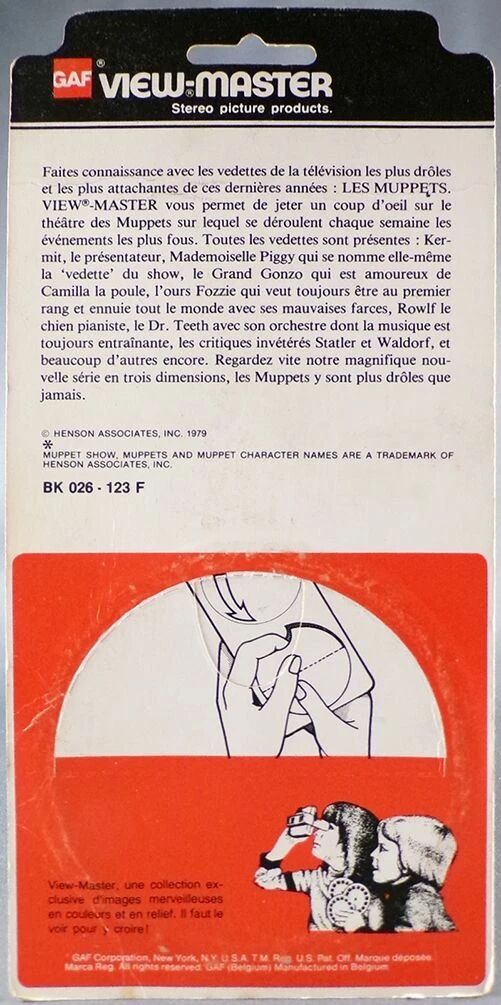 GAF® VIEW-MASTER®
Stereo picture products.
Faites connaissance avec les vedettes de la télévision les plus drôles
et les plus attachantes de ces dernières années : LES MUPPETS.
VIEW®-MASTER vous permet de jeter un coup d'oeil sur le
théâtre des Muppets sur lequel se déroulent chaque semaine les
événements les plus fous. Toutes les vedettes sont présentes : Ker-
mit, le présentateur, Mademoiselle Piggy qui se nomme elle-même
la 'vedette' du show, le Grand Gonzo qui est amoureux de
Camilla la poule, l'ours Fozzie qui veut toujours être au premier
rang et ennuie tout le monde avec ses mauvaises farces, Rowlf le
chien pianiste, le Dr. Teeth avec son orchestre dont la musique est
toujours entraînante, les critiques invétérés Statler et Waldorf, et
beaucoup d'autres encore. Regardez vite notre magnifique nou-
velle série en trois dimensions, les Muppets y sont plus drôles que
jamais.
© HENSON ASSOCIATES, INC. 1979
*
MUPPET SHOW, MUPPETS AND MUPPET CHARACTER NAMES ARE A TRADEMARK OF
HENSON ASSOCIATES, INC.
BK 026 - 123 F
View-Master, une collection ex-
clusive d'images merveilleuses
en couleurs et en relief. Il faut le
voir pour y croire!
GAF Corporation, New York, N.Y. U.S.A. T.M. Reg. U.S. Pat. Off. Marque déposée.
Marca Reg. All rights reserved. GAF (Belgium) Manufactured in Belgium